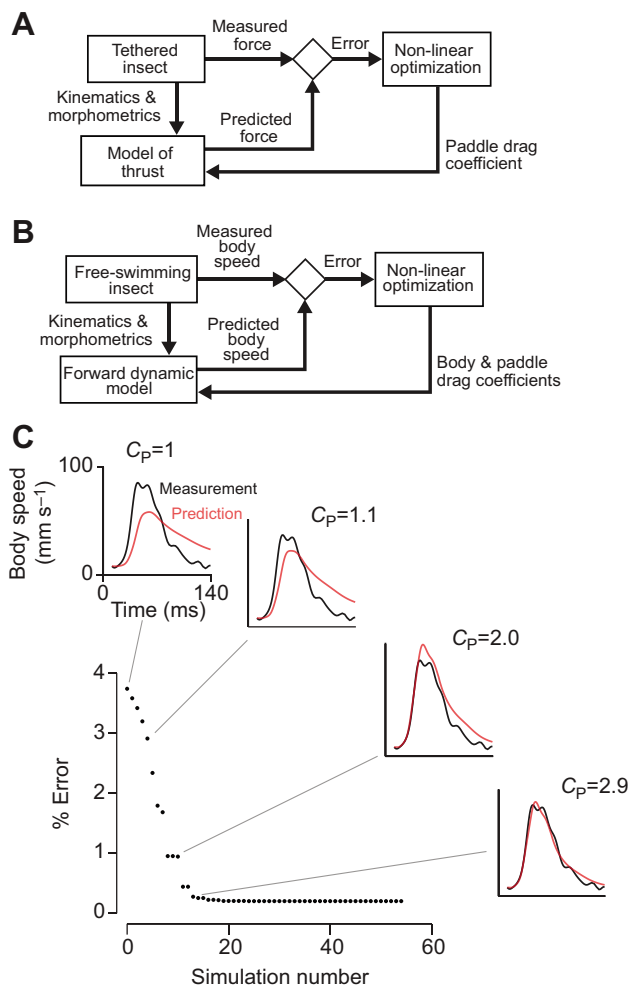 A
Tethered
insect
Measured
force
Error
Non-linear
optimization
Kinematics &
morphometrics
Predicted
force
Model of
thrust
Paddle drag
coefficient
B
Free-swimming
insect
Measured
body
speed
Error
Non-linear
optimization
Kinematics &
morphometrics
Predicted
body speed
Forward dynamic
model
Body & paddle
drag coefficients
C
CP=1
100
Body speed
(mm s–1)
Measurement
Prediction
0
0
140
Time (ms)
CP=1.1
CP=2.0
CP=2.9
4
3
2
1
0
% Error
0
20
40
60
Simulation number